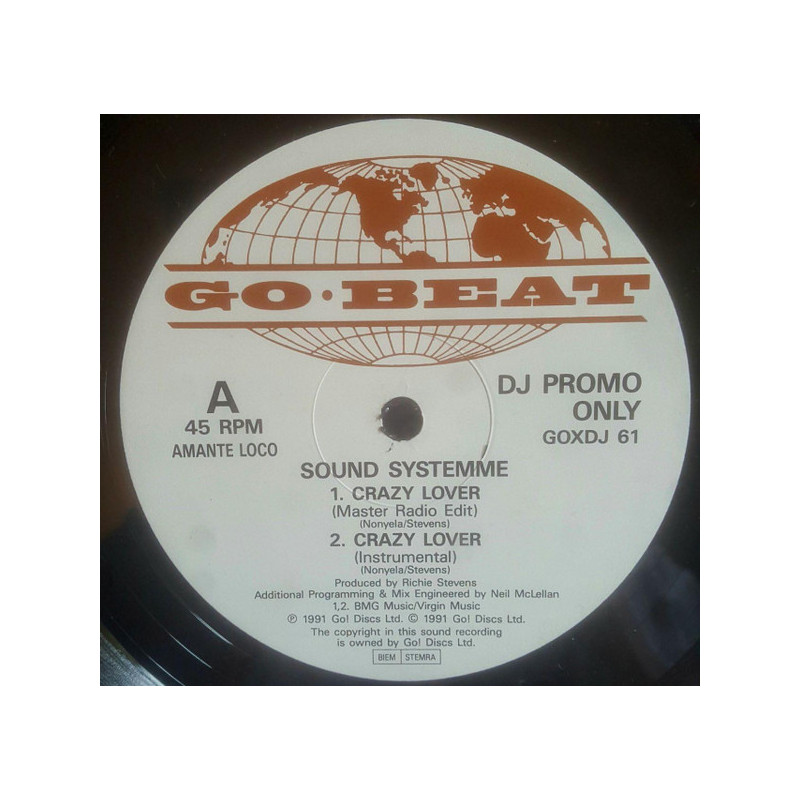 GO · BEAT
A
45 RPM
AMANTE LOCO
DJ PROMO
ONLY
GOXDJ 61
SOUND SYSTEMME
1. CRAZY LOVER
(Master Radio Edit)
(Nonyela/Stevens)
2. CRAZY LOVER
(Instrumental)
(Nonyela/Stevens)
Produced by Richie Stevens
Additional Programming & Mix Engineered by Neil McLellan
1,2. BMG Music/Virgin Music
℗ 1991 Go! Discs Ltd. © 1991 Go! Discs Ltd.
The copyright in this sound recording
is owned by Go! Discs Ltd.
BIEM STEMRA